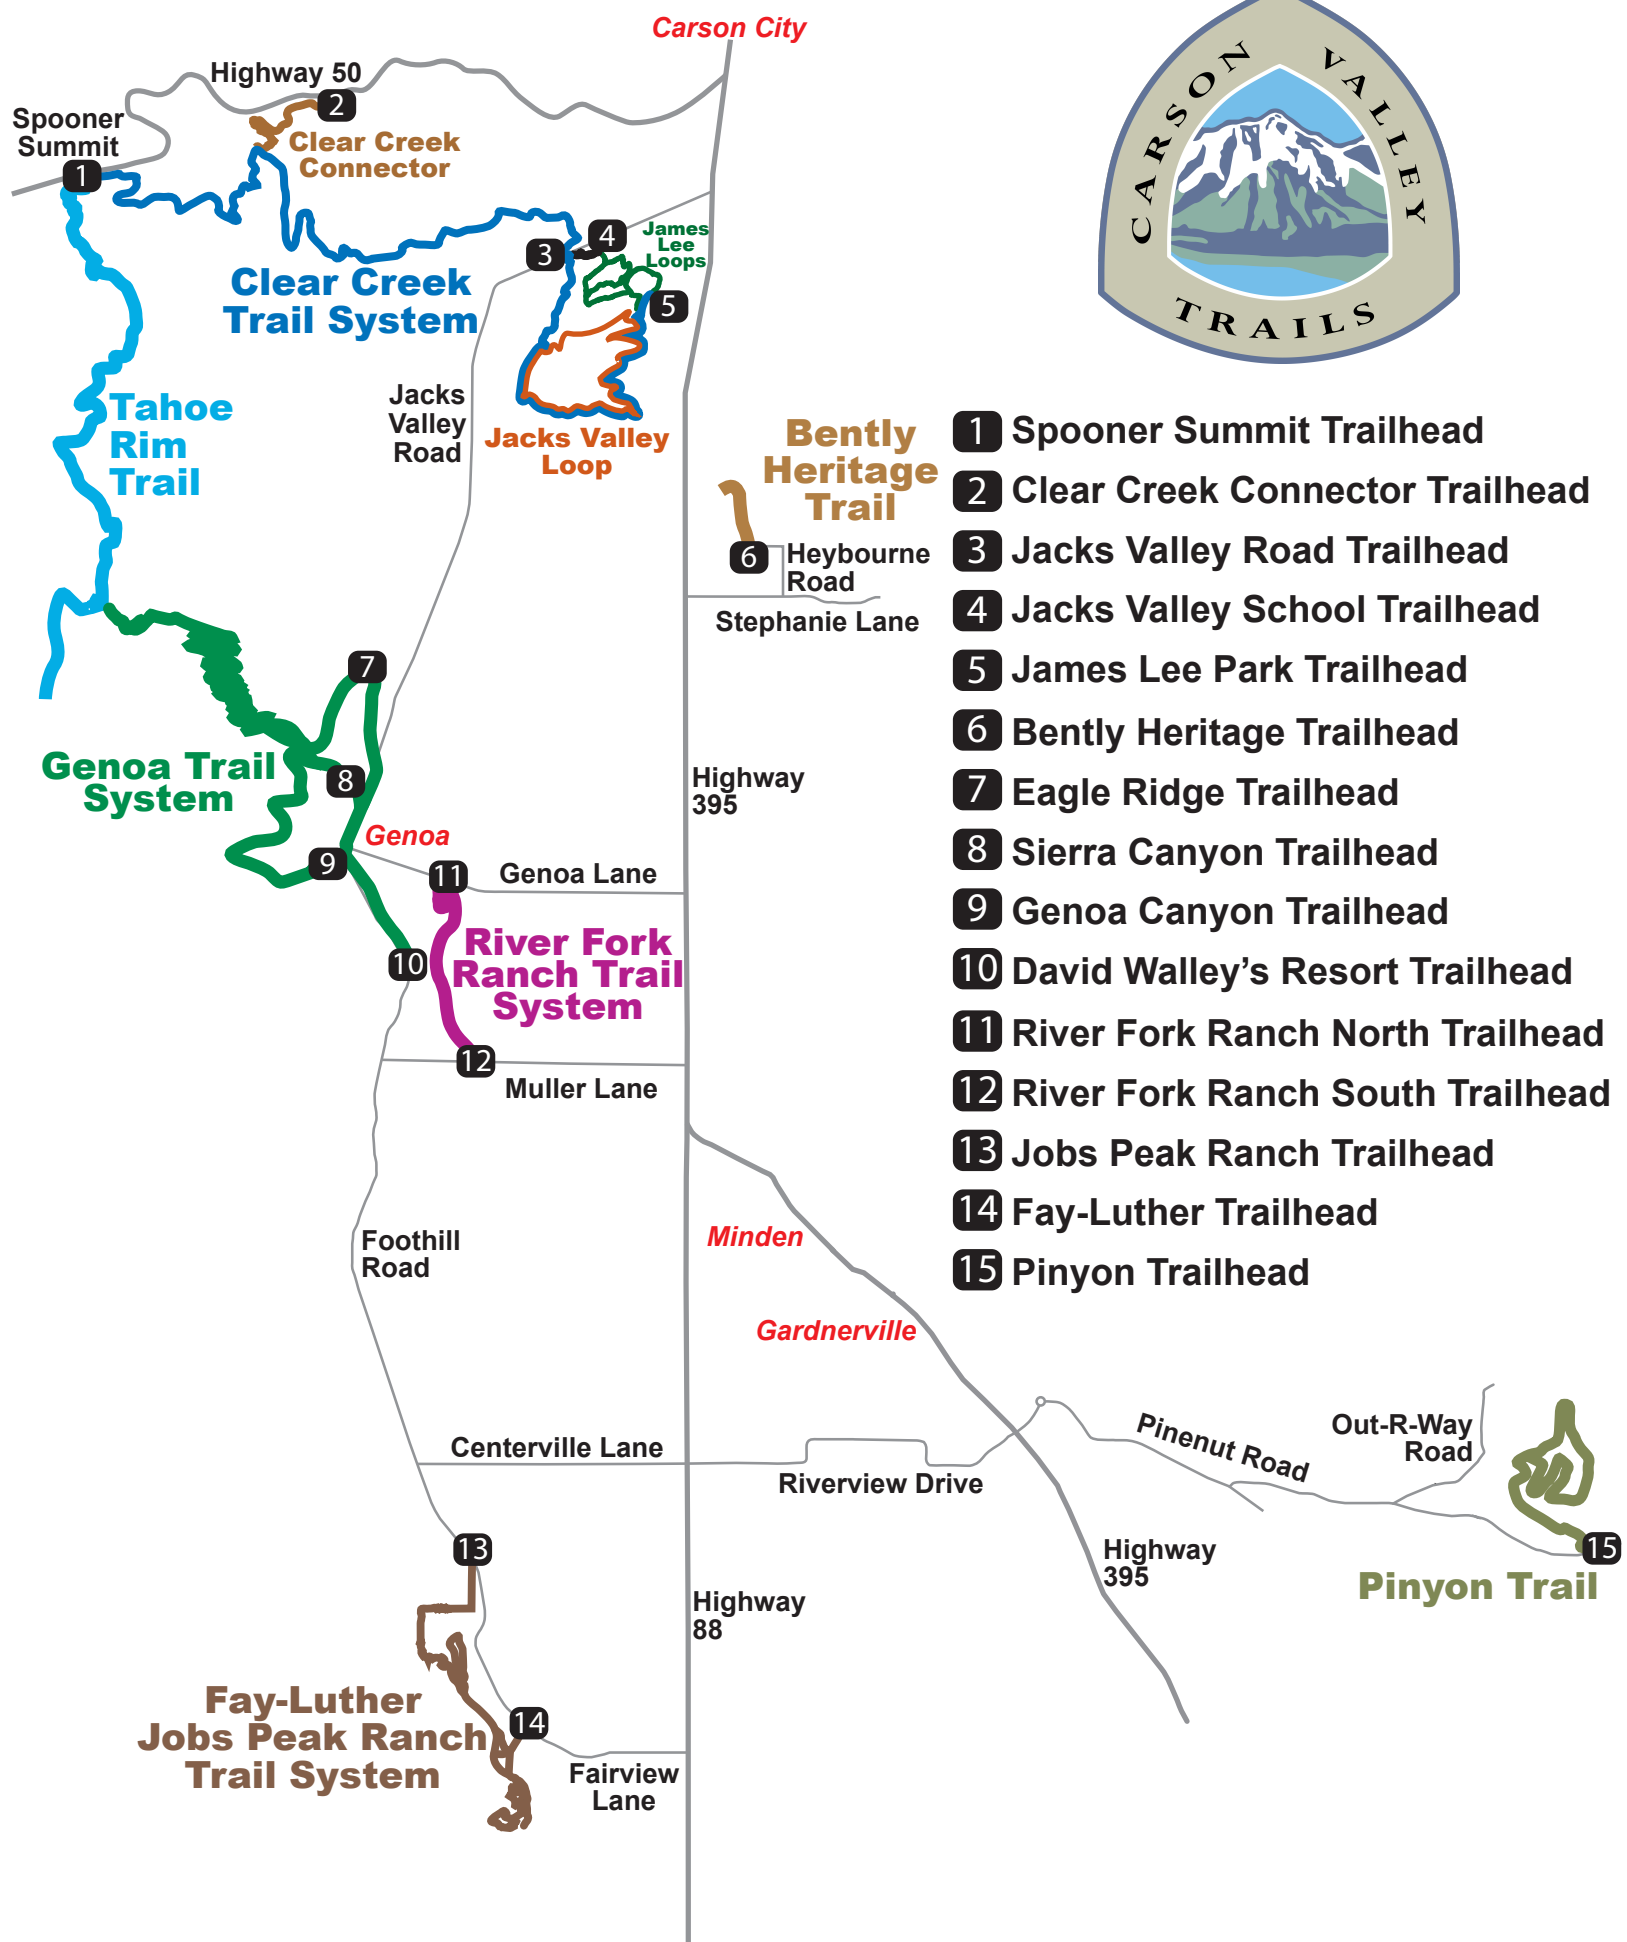 Carson City
Highway 50
2
Spooner
Summit
Clear Creek
Connector
1
3
4
James
Lee
Loops
5
Clear Creek
Trail System
Jacks
Valley
Road
Tahoe
Rim
Trail
Jacks Valley
Loop
Bently
Heritage
Trail
6
Heybourne
Road
Stephanie Lane
7
Genoa Trail
System
8
Highway
395
Genoa
9
11
Genoa Lane
10
River Fork
Ranch Trail
System
12
Muller Lane
Foothill
Road
Minden
Gardnerville
Centerville Lane
Riverview Drive
Pinenut Road
Out-R-Way
Road
13
Highway
395
15
Pinyon Trail
Highway
88
Fay-Luther
Jobs Peak Ranch
Trail System
14
Fairview
Lane
CARSON VALLEY
TRAILS
1 Spooner Summit Trailhead
2 Clear Creek Connector Trailhead
3 Jacks Valley Road Trailhead
4 Jacks Valley School Trailhead
5 James Lee Park Trailhead
6 Bently Heritage Trailhead
7 Eagle Ridge Trailhead
8 Sierra Canyon Trailhead
9 Genoa Canyon Trailhead
10 David Walley’s Resort Trailhead
11 River Fork Ranch North Trailhead
12 River Fork Ranch South Trailhead
13 Jobs Peak Ranch Trailhead
14 Fay-Luther Trailhead
15 Pinyon Trailhead